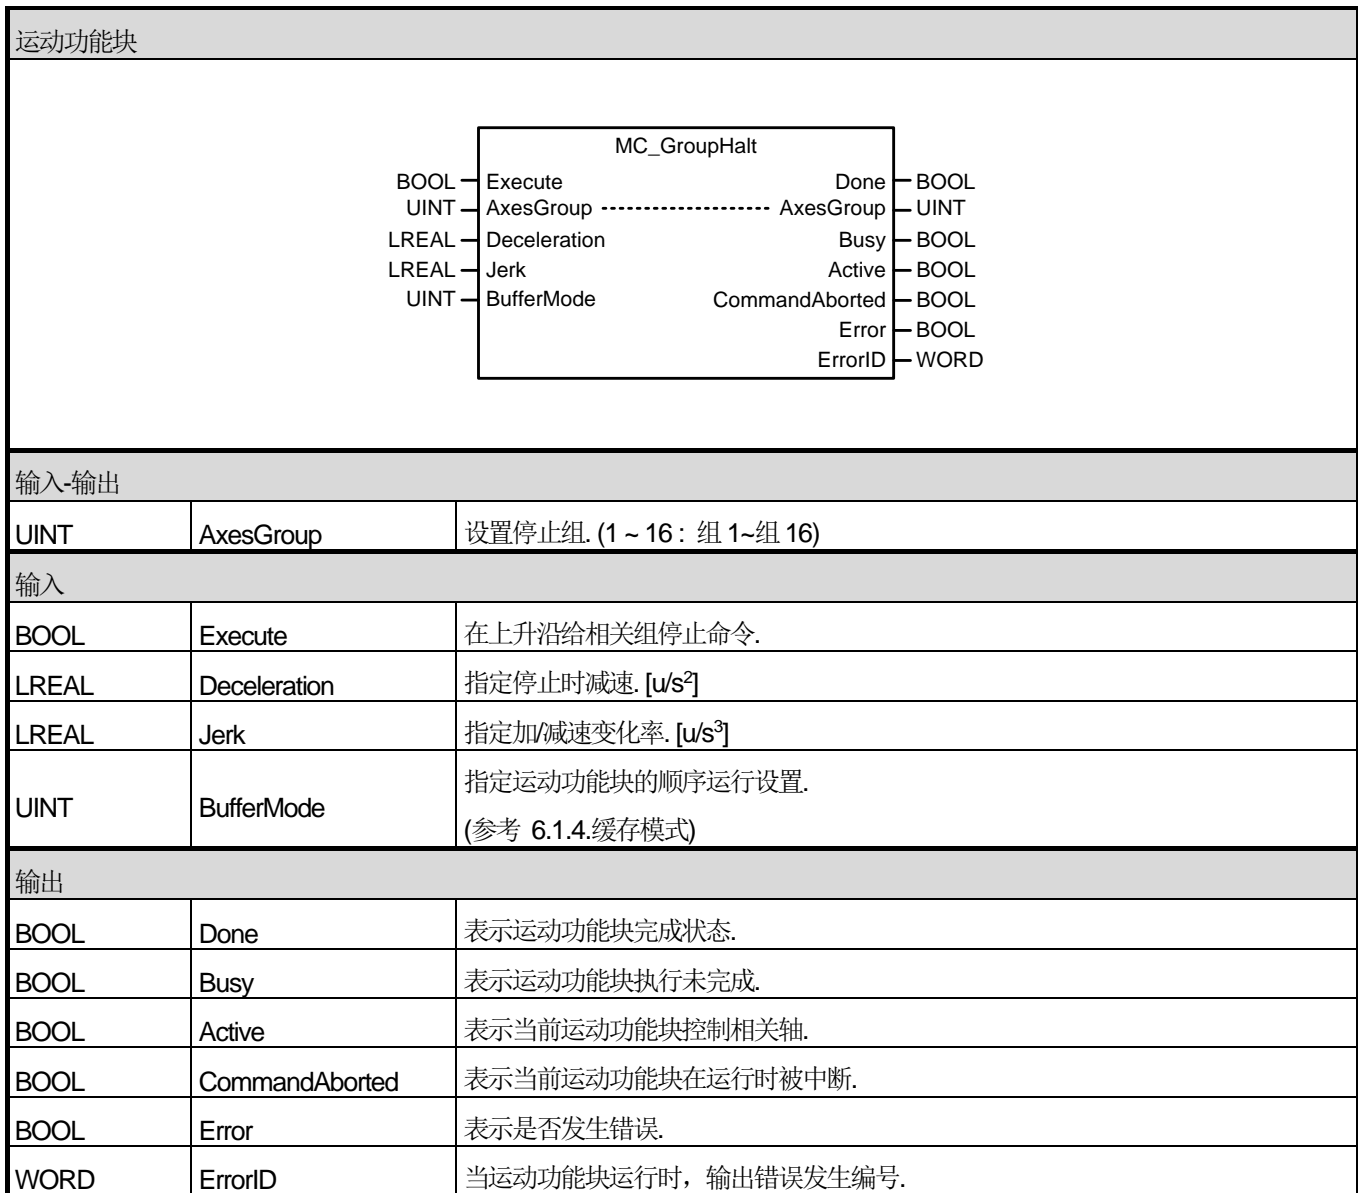 运动功能块
MC_GroupHalt
BOOL Execute Done BOOL
UINT AxesGroup AxesGroup UINT
LREAL Deceleration Busy BOOL
LREAL Jerk Active BOOL
UINT BufferMode CommandAborted BOOL
Error BOOL
ErrorID WORD
输入-输出
UINT AxesGroup 设置停止组. (1 ~ 16 : 组 1~组 16)
输入
BOOL Execute 在上升沿给相关组停止命令.
LREAL Deceleration 指定停止时减速. [u/s²]
LREAL Jerk 指定加/减速变化率. [u/s³]
UINT BufferMode 指定运动功能块的顺序运行设置.
(参考 6.1.4.缓存模式)
输出
BOOL Done 表示运动功能块完成状态.
BOOL Busy 表示运动功能块执行未完成.
BOOL Active 表示当前运动功能块控制相关轴.
BOOL CommandAborted 表示当前运动功能块在运行时被中断.
BOOL Error 表示是否发生错误.
WORD ErrorID 当运动功能块运行时，输出错误发生编号.